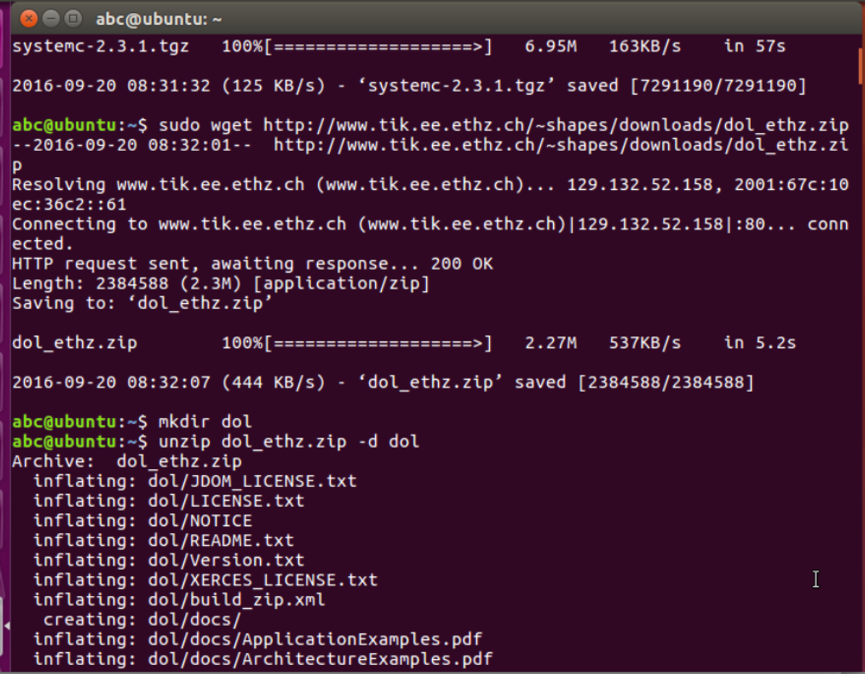 abc@ubuntu: ~
systemc-2.3.1.tgz   100%[===================>]   6.95M   163KB/s    in 57s
2016-09-20 08:31:32 (125 KB/s) - ‘systemc-2.3.1.tgz’ saved [7291190/7291190]
abc@ubuntu:~$ sudo wget http://www.tik.ee.ethz.ch/~shapes/downloads/dol_ethz.zip
--2016-09-20 08:32:01--  http://www.tik.ee.ethz.ch/~shapes/downloads/dol_ethz.zi
p
Resolving www.tik.ee.ethz.ch (www.tik.ee.ethz.ch)... 129.132.52.158, 2001:67c:10
ec:36c2::61
Connecting to www.tik.ee.ethz.ch (www.tik.ee.ethz.ch)|129.132.52.158|:80... conn
ected.
HTTP request sent, awaiting response... 200 OK
Length: 2384588 (2.3M) [application/zip]
Saving to: ‘dol_ethz.zip’
dol_ethz.zip        100%[===================>]   2.27M   537KB/s    in 5.2s
2016-09-20 08:32:07 (444 KB/s) - ‘dol_ethz.zip’ saved [2384588/2384588]
abc@ubuntu:~$ mkdir dol
abc@ubuntu:~$ unzip dol_ethz.zip -d dol
Archive:  dol_ethz.zip
  inflating: dol/JDOM_LICENSE.txt
  inflating: dol/LICENSE.txt
  inflating: dol/NOTICE
  inflating: dol/README.txt
  inflating: dol/Version.txt
  inflating: dol/XERCES_LICENSE.txt
  inflating: dol/build_zip.xml
   creating: dol/docs/
  inflating: dol/docs/ApplicationExamples.pdf
  inflating: dol/docs/ArchitectureExamples.pdf